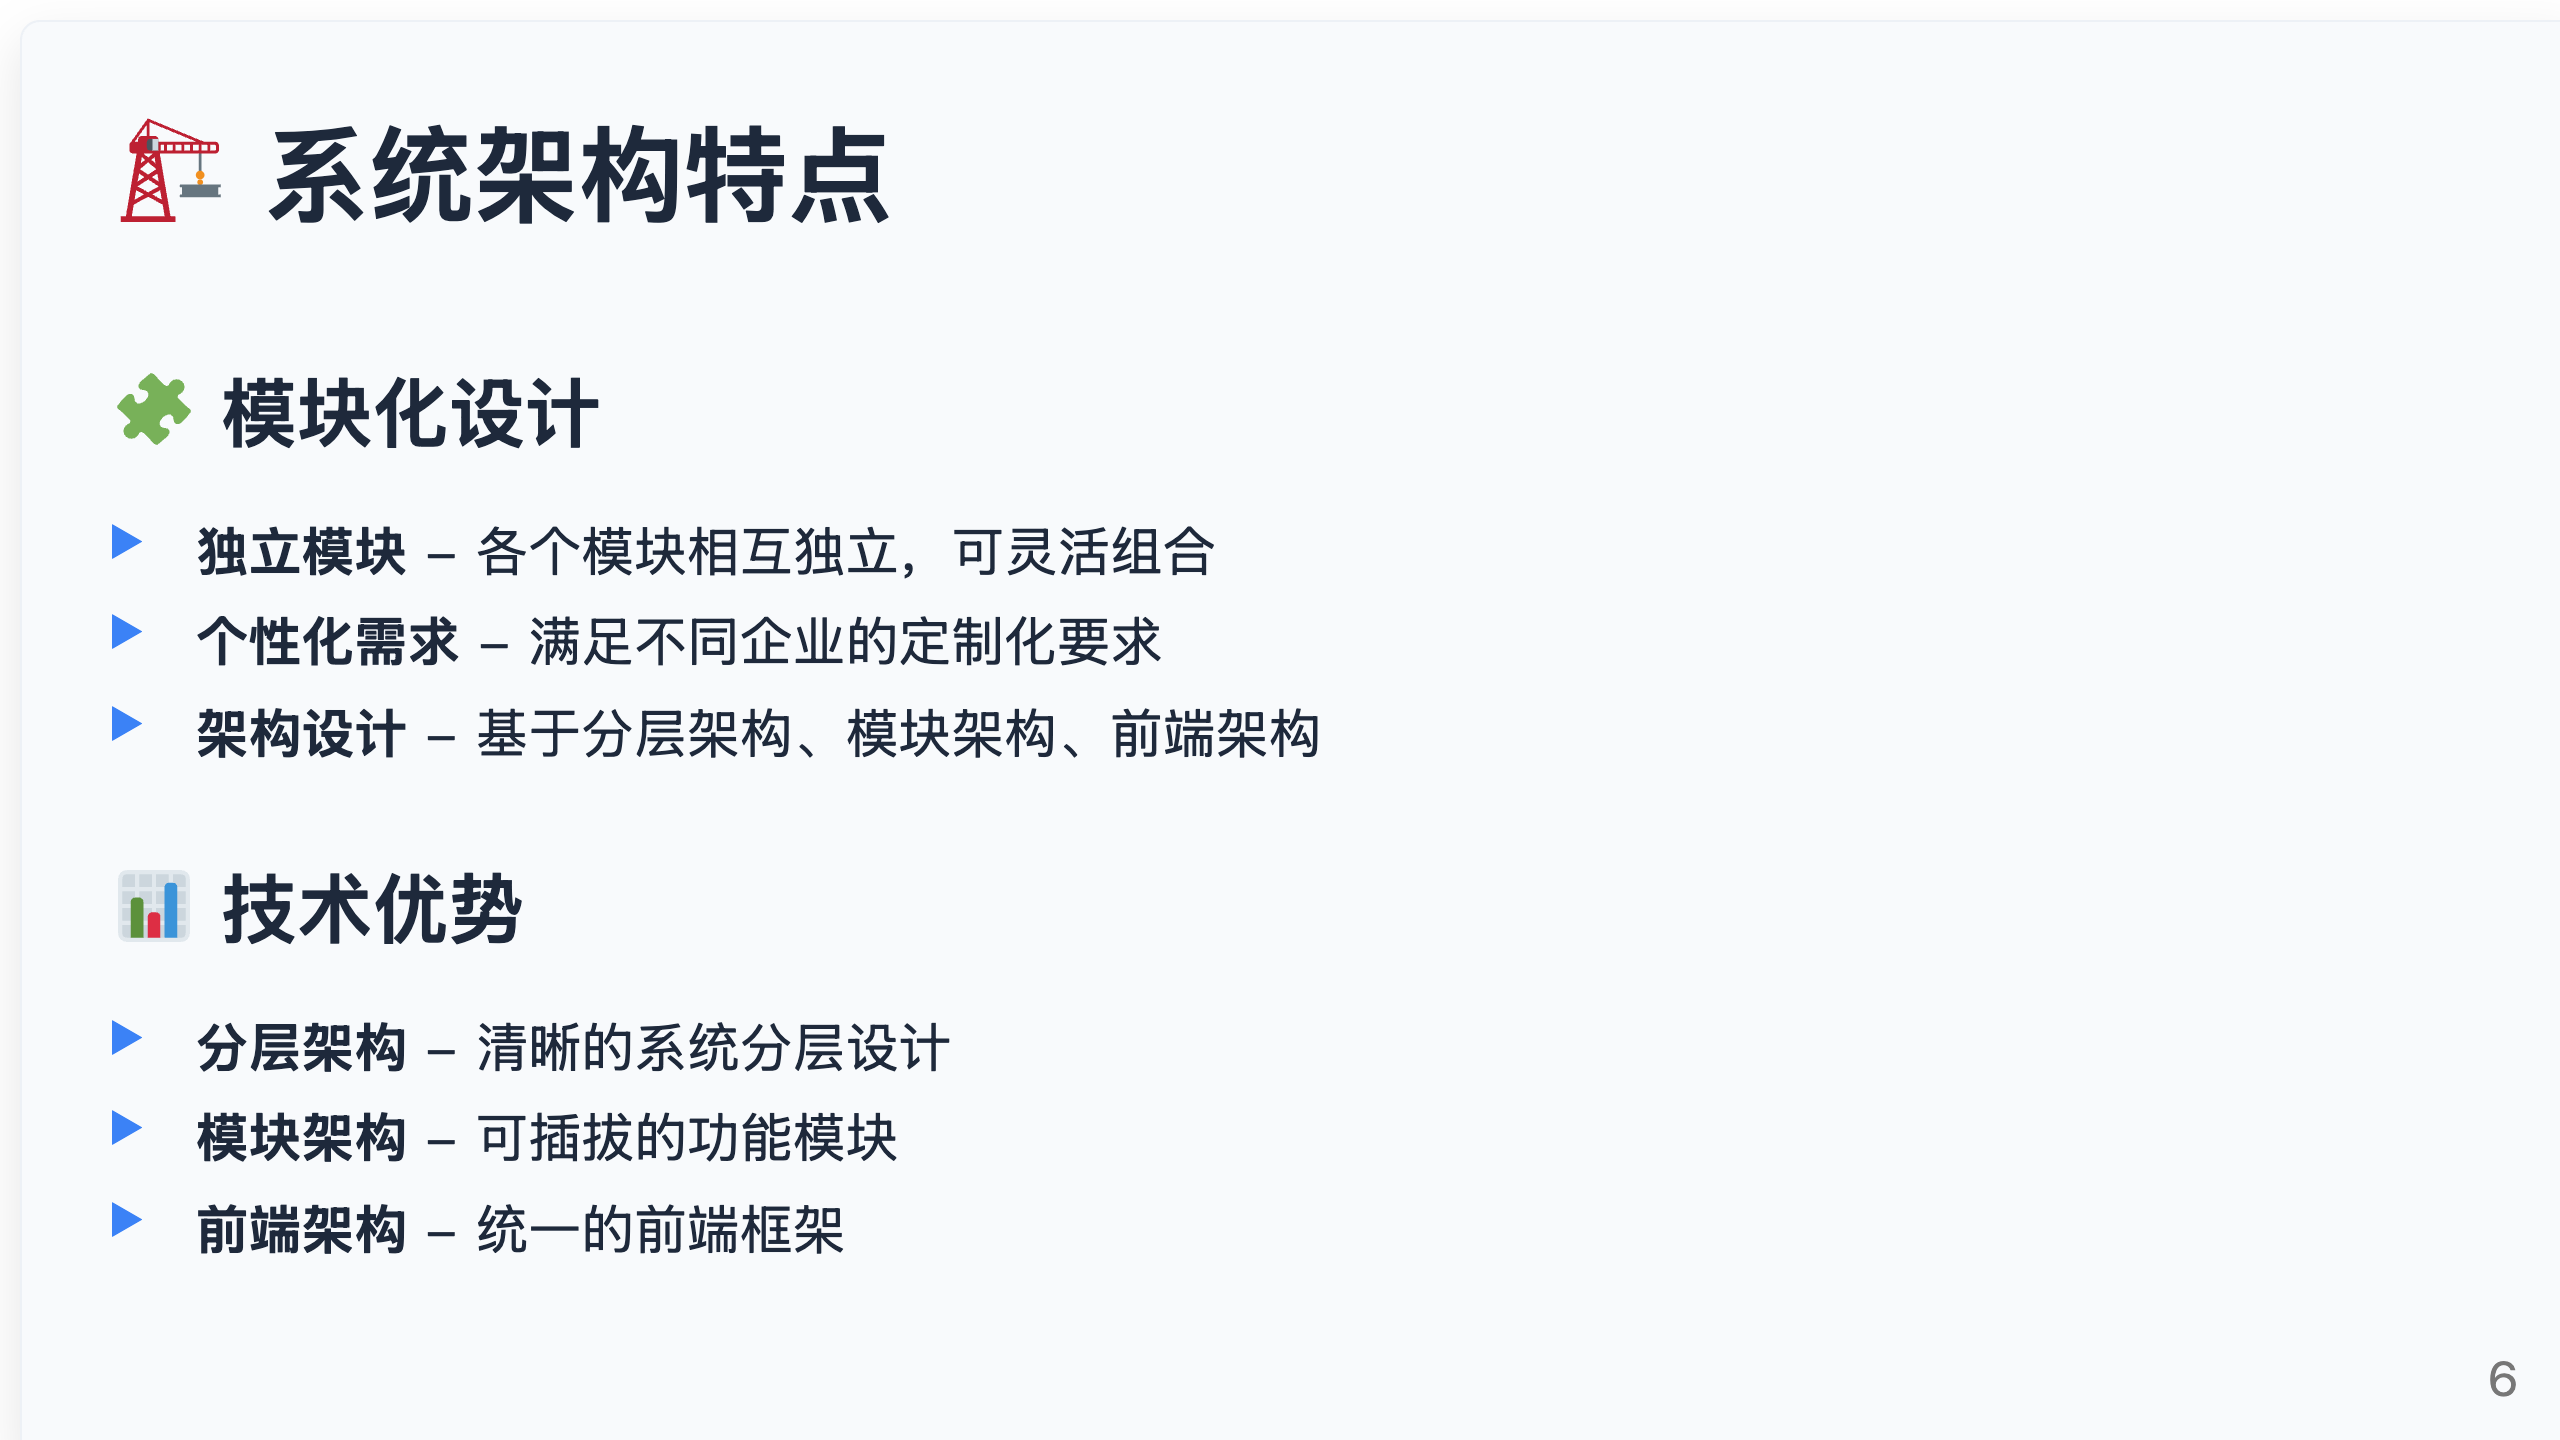 系统架构特点
模块化设计
独立模块 – 各个模块相互独立，可灵活组合
个性化需求 – 满足不同企业的定制化要求
架构设计 – 基于分层架构、模块架构、前端架构
技术优势
分层架构 – 清晰的系统分层设计
模块架构 – 可插拔的功能模块
前端架构 – 统一的前端框架
6